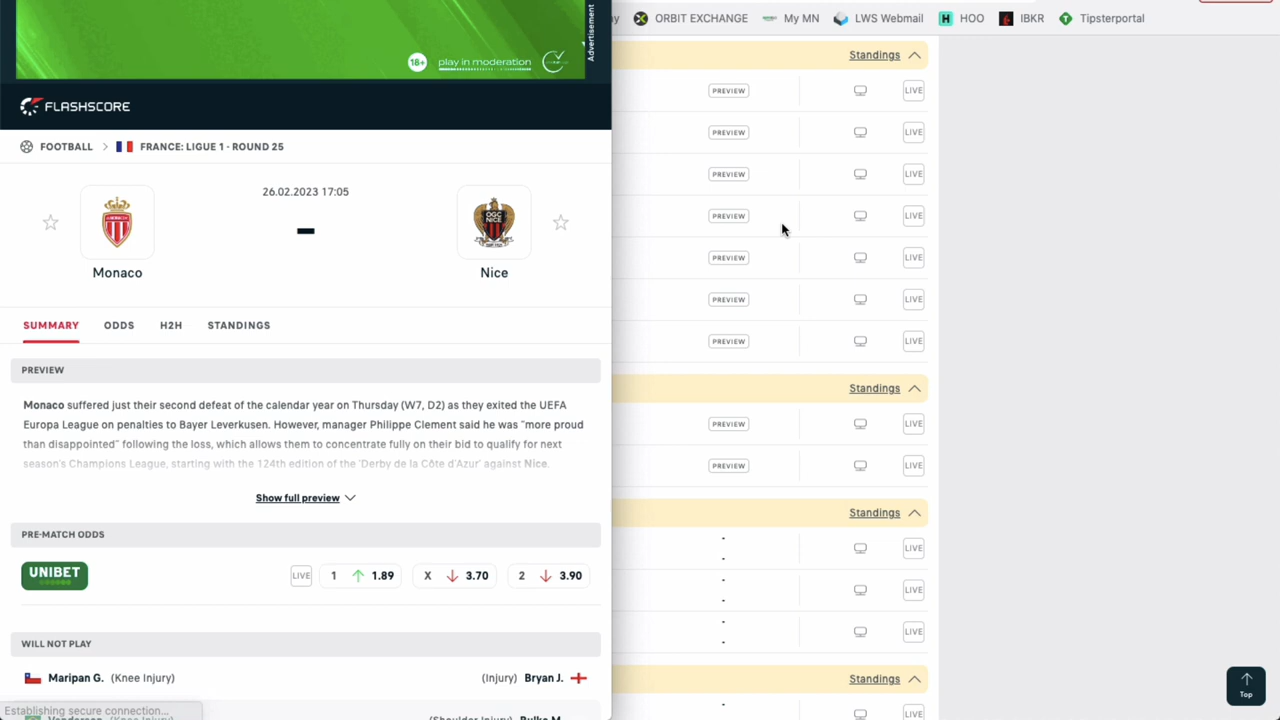 Advertisement
18+ play in moderation
FLASHSCORE
FOOTBALL > FRANCE: LIGUE 1 - ROUND 25
26.02.2023 17:05
-
Monaco
OGC NICE
Nice
SUMMARY ODDS H2H STANDINGS
PREVIEW
Monaco suffered just their second defeat of the calendar year on Thursday (W7, D2) as they exited the UEFA
Europa League on penalties to Bayer Leverkusen. However, manager Philippe Clement said he was "more proud
than disappointed" following the loss, which allows them to concentrate fully on their bid to qualify for next
season's Champions League, starting with the 124th edition of the 'Derby de la Côte d'Azur' against Nice.
Show full preview
PRE-MATCH ODDS
UNIBET LIVE 1 1.89 X 3.70 2 3.90
WILL NOT PLAY
Maripan G. (Knee Injury) (Injury) Bryan J.
Establishing secure connection...
ORBIT EXCHANGE My MN LWS Webmail H HOO IBKR T Tipsterportal
Standings
PREVIEW LIVE
PREVIEW LIVE
PREVIEW LIVE
PREVIEW LIVE
PREVIEW LIVE
PREVIEW LIVE
PREVIEW LIVE
Standings
PREVIEW LIVE
PREVIEW LIVE
Standings
- - LIVE
- - LIVE
- - LIVE
Standings
- LIVE
Top